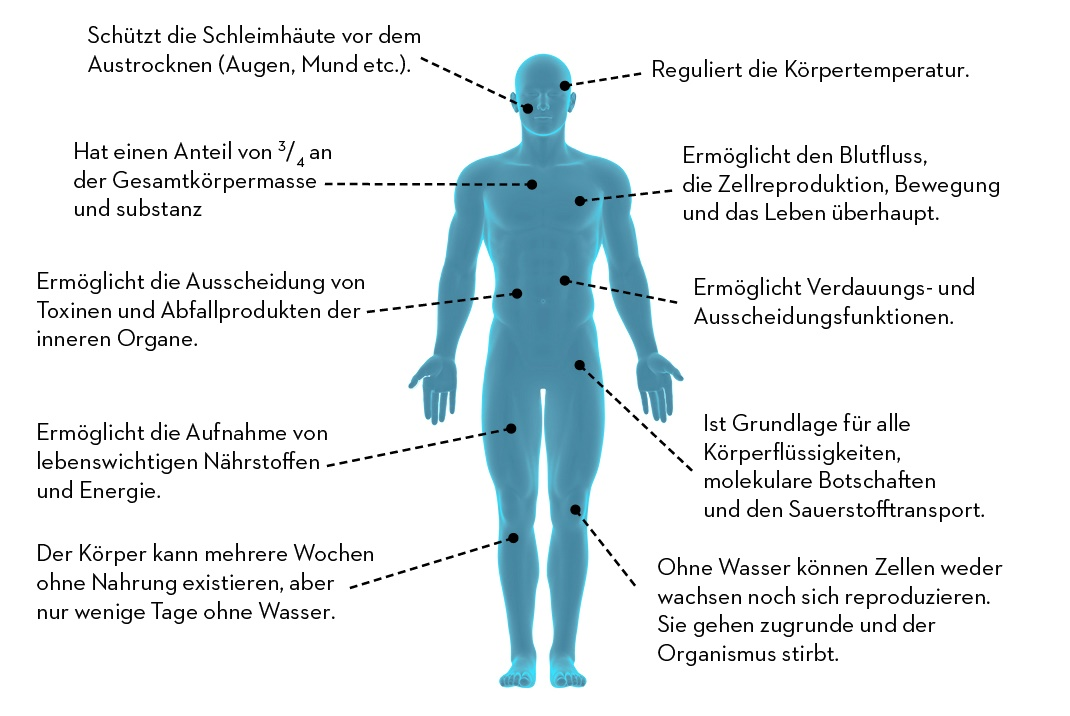 Schützt die Schleimhäute vor dem
Austrocknen (Augen, Mund etc.).
Reguliert die Körpertemperatur.
Hat einen Anteil von 3/4 an
der Gesamtkörpermasse
und substanz
Ermöglicht den Blutfluss,
die Zellreproduktion, Bewegung
und das Leben überhaupt.
Ermöglicht die Ausscheidung von
Toxinen und Abfallprodukten der
inneren Organe.
Ermöglicht Verdauungs- und
Ausscheidungsfunktionen.
Ermöglicht die Aufnahme von
lebenswichtigen Nährstoffen
und Energie.
Ist Grundlage für alle
Körperflüssigkeiten,
molekulare Botschaften
und den Sauerstofftransport.
Der Körper kann mehrere Wochen
ohne Nahrung existieren, aber
nur wenige Tage ohne Wasser.
Ohne Wasser können Zellen weder
wachsen noch sich reproduzieren.
Sie gehen zugrunde und der
Organismus stirbt.